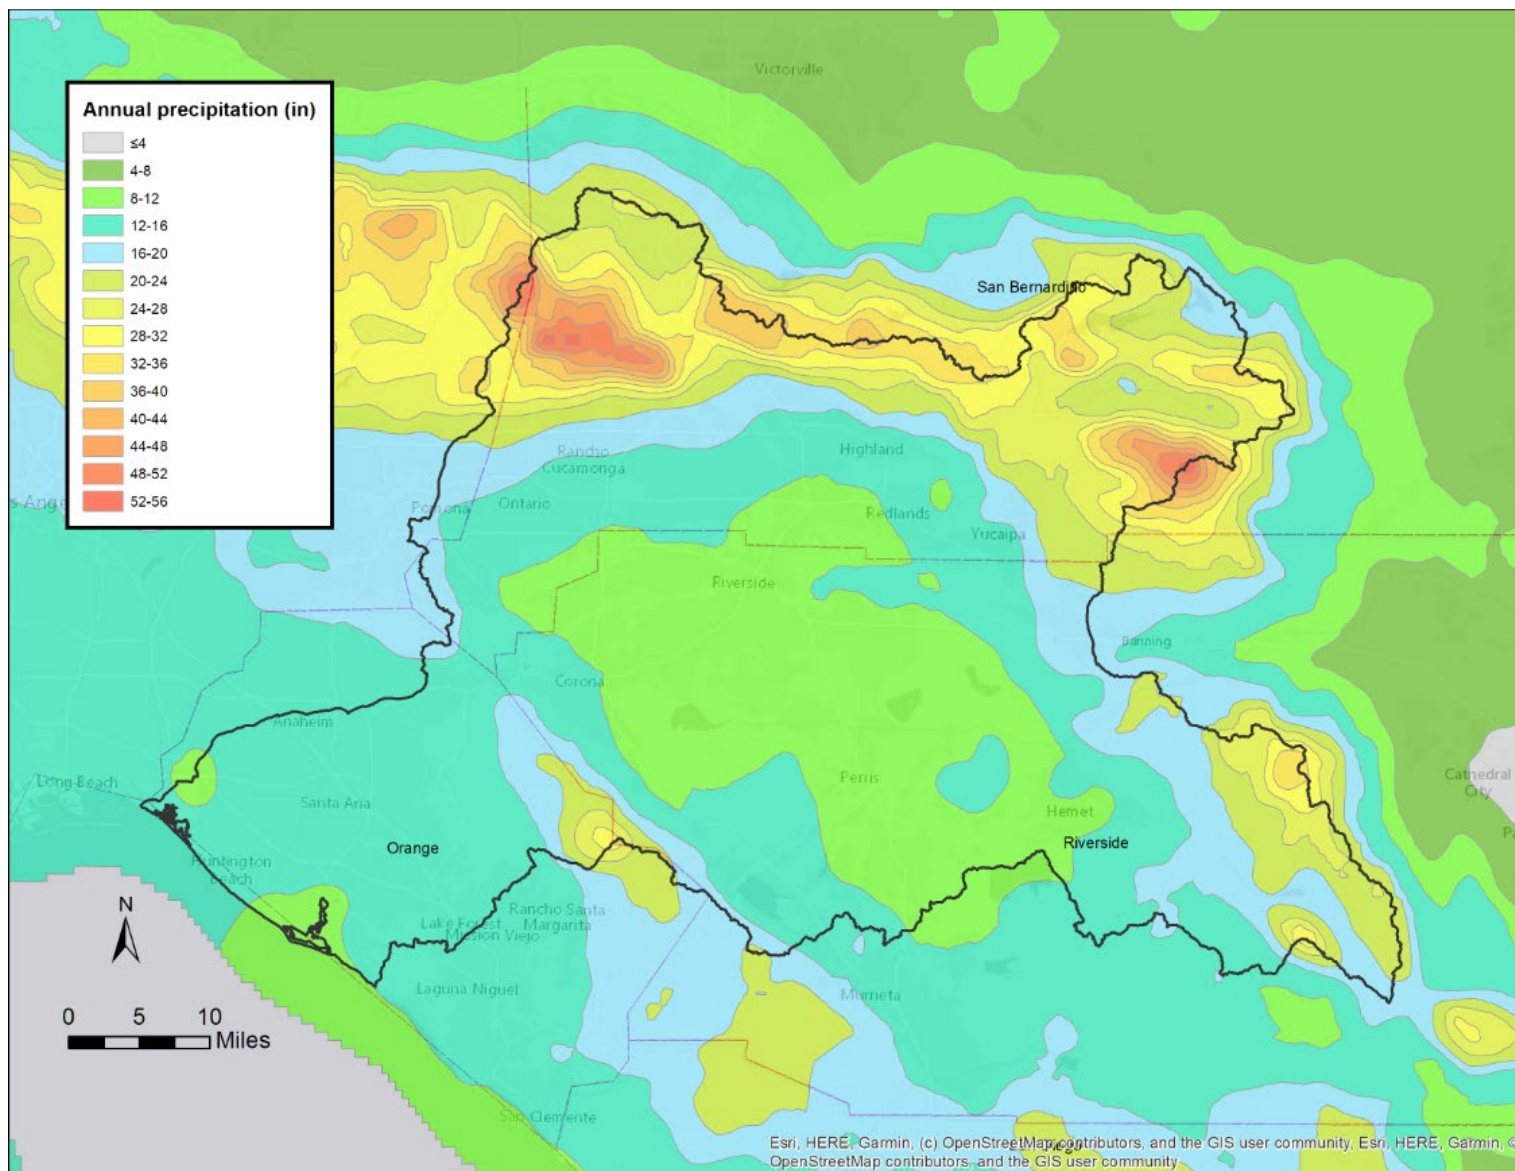 Victorville
Annual precipitation (in)
≤4
4-8
8-12
12-16
16-20
20-24
24-28
28-32
32-36
36-40
40-44
44-48
48-52
52-56
San Bernardino
Rancho
Cucamonga
Highland
s Ange
Pomona
Ontario
Redlands
Yucaipa
Riverside
Banning
Corona
Anaheim
Long Beach
Santa Ana
Perris
Cathedral
City
Hemet
Pa
Orange
Riverside
Huntington
Beach
N
Rancho Santa
Margarita
Lake Forest
Mission Viejo
Laguna Niguel
Murrieta
0 5 10
Miles
San Clemente
Esri, HERE, Garmin, (c) OpenStreetMap contributors, and the GIS user community, Esri, HERE, Garmin, ©
OpenStreetMap contributors, and the GIS user community